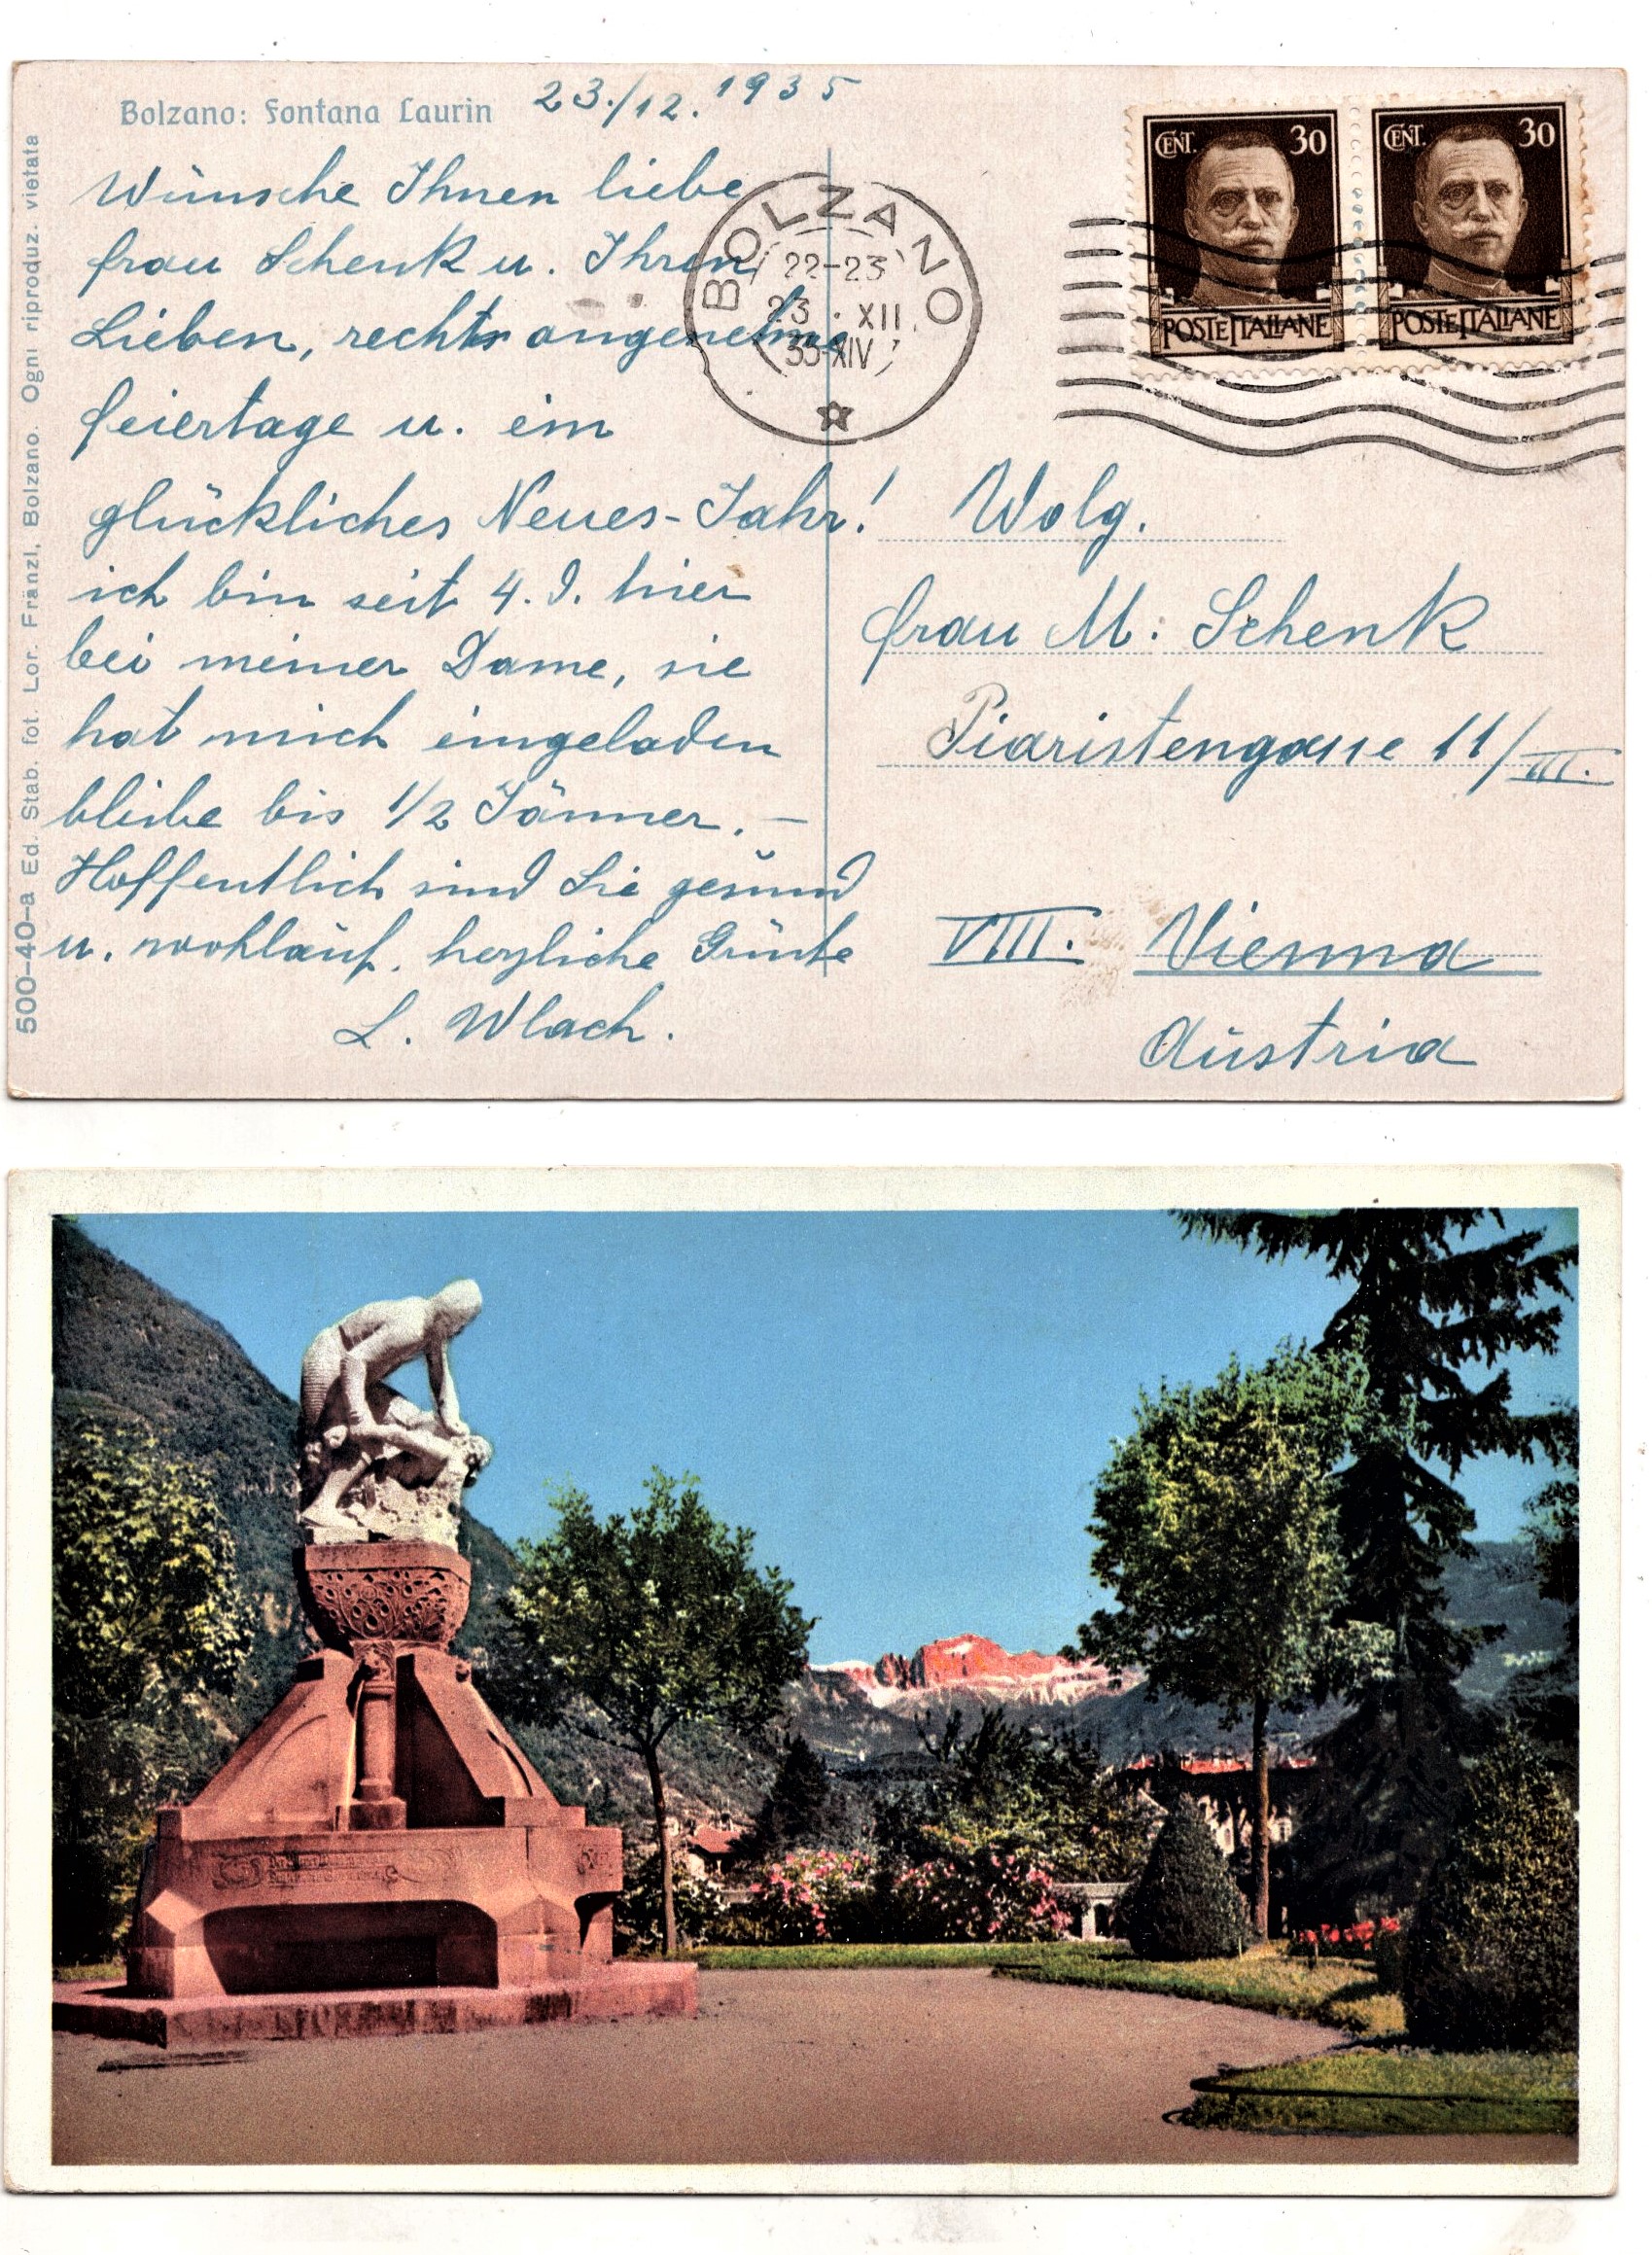 Bolzano: Fontana Laurin 23./12. 1935
Wünsche Ihnen liebe
Frau Schenk u. Ihren
Lieben, recht angenehme
Feiertage u. ein
glückliches Neues-Jahr!
ich bin seit 4. d. hier
bei meiner Dame, sie
hat mich eingeladen
bleibe bis 1/2 Jänner. –
Hoffentlich sind Sie gesund
u. wohlauf. herzliche Grüße
L. Wlach.
500-40-a Ed. Stab. fot. Lor. Fränzl, Bolzano. Ogni riproduz. vietata
BOLZANO
22-23
23 . XII.
35-XIV
CENT. 30
POSTE ITALIANE
CENT. 30
POSTE ITALIANE
Wolg.
Frau M. Schenk
Piaristengasse 11/III.
VIII. Vienna
Austria